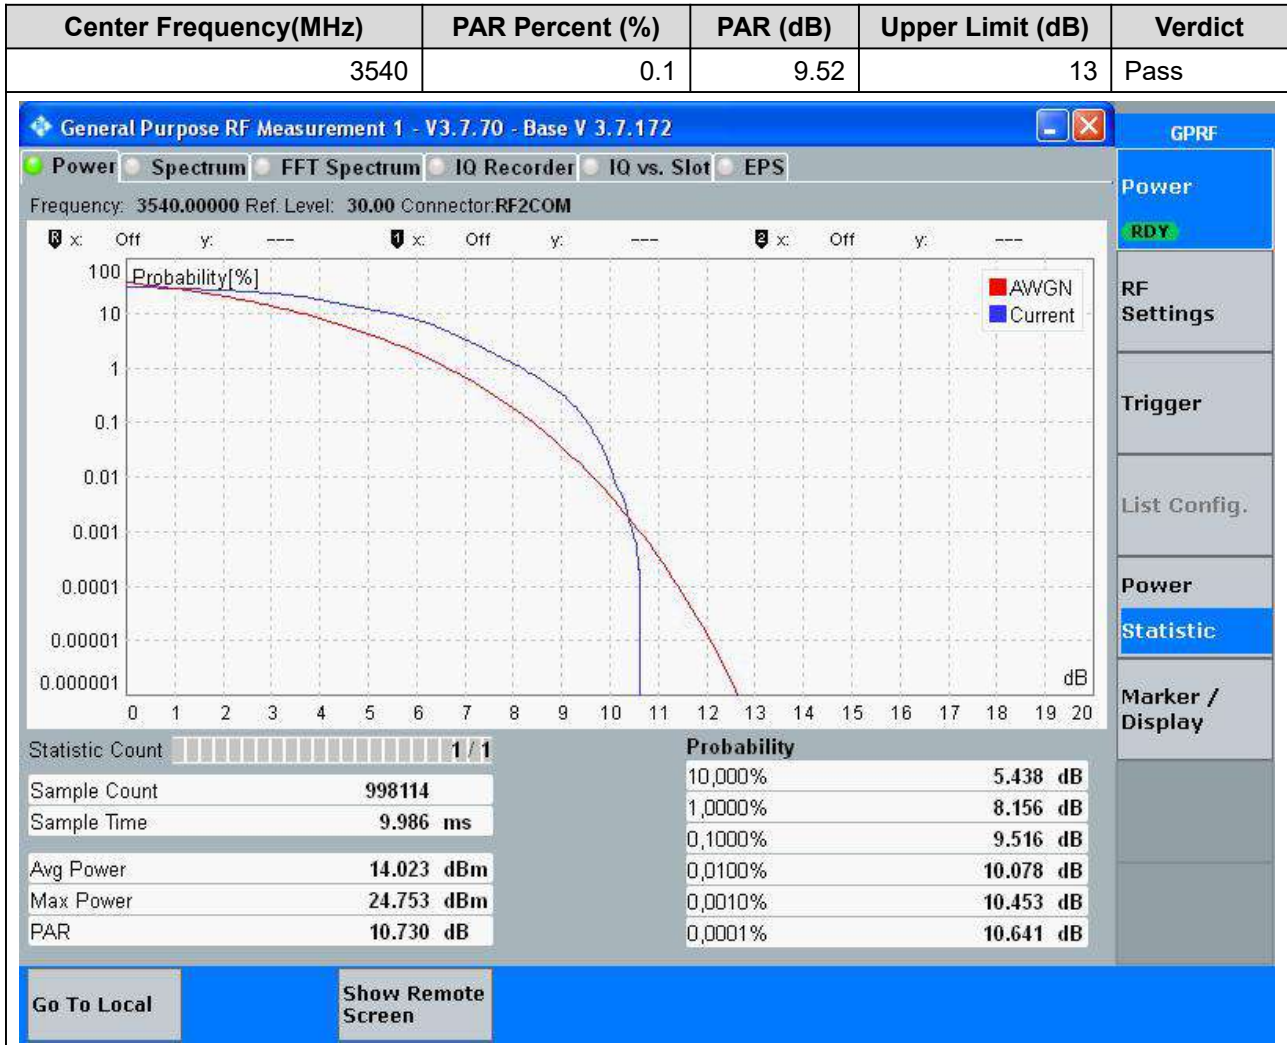 Center Frequency(MHz) PAR Percent (%) PAR (dB) Upper Limit (dB) Verdict
3540 0.1 9.52 13 Pass
General Purpose RF Measurement 1 - V3.7.70 - Base V 3.7.172
GPRF
Power Spectrum FFT Spectrum IQ Recorder IQ vs. Slot EPS
Frequency: 3540.00000 Ref. Level: 30.00 Connector:RF2COM
R x: Off y: --- 1 x: Off y: --- 2 x: Off y: ---
Probability[%]
AWGN
Current
100
10
1
0.1
0.01
0.001
0.0001
0.00001
0.000001
dB
0 1 2 3 4 5 6 7 8 9 10 11 12 13 14 15 16 17 18 19 20
Statistic Count 1 / 1
Sample Count 998114
Sample Time 9.986 ms
Avg Power 14.023 dBm
Max Power 24.753 dBm
PAR 10.730 dB
Probability
10,000% 5.438 dB
1,0000% 8.156 dB
0,1000% 9.516 dB
0,0100% 10.078 dB
0,0010% 10.453 dB
0,0001% 10.641 dB
Power
RDY
RF
Settings
Trigger
List Config.
Power
Statistic
Marker /
Display
Go To Local
Show Remote
Screen